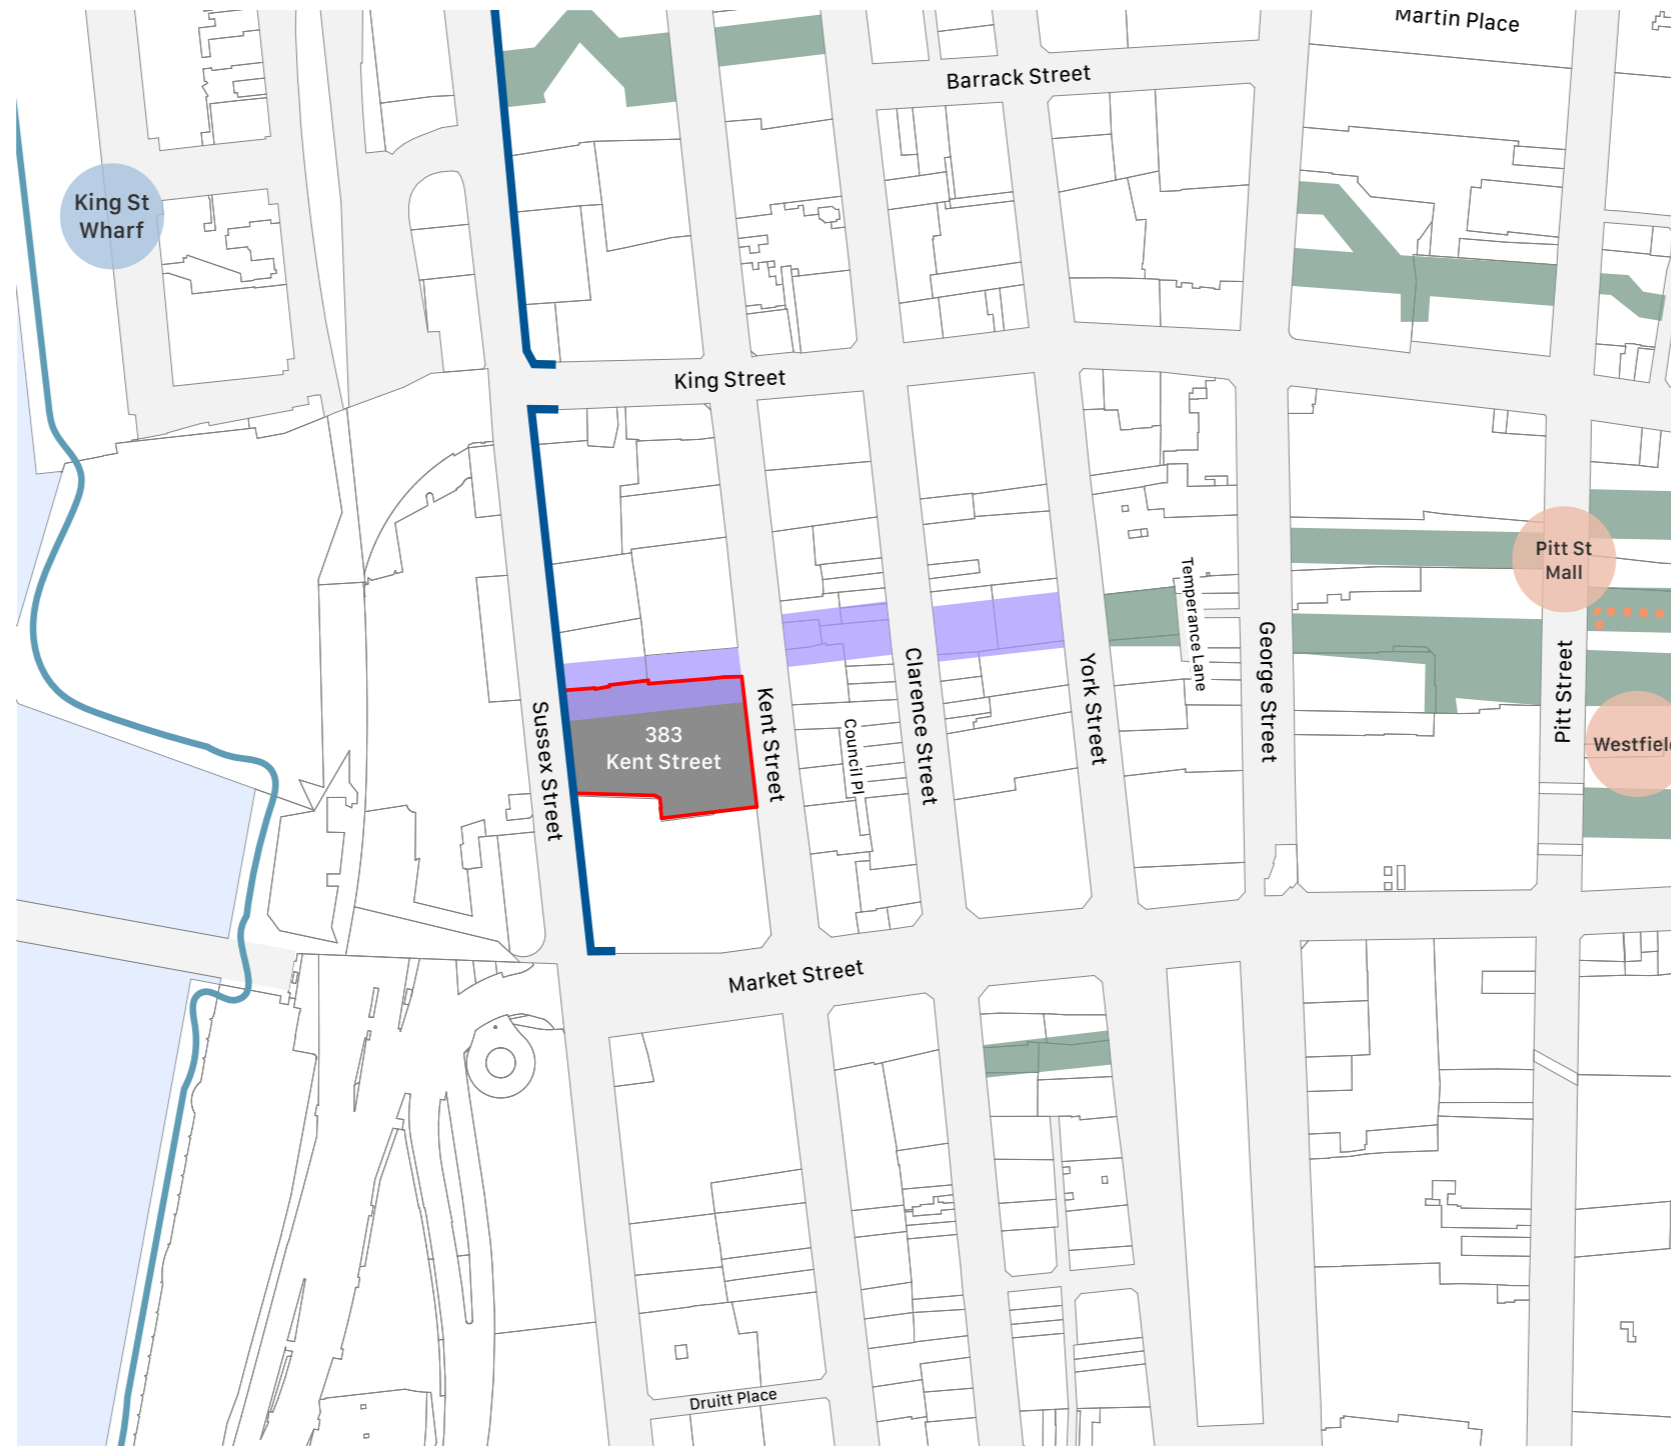 Martin Place
Barrack Street
King St
Wharf
King Street
Pitt St
Mall
Temperance Lane
George Street
Pitt Street
Clarence Street
York Street
Kent Street
Sussex Street
Council Pl
383
Kent Street
Westfiel
Market Street
Druitt Place